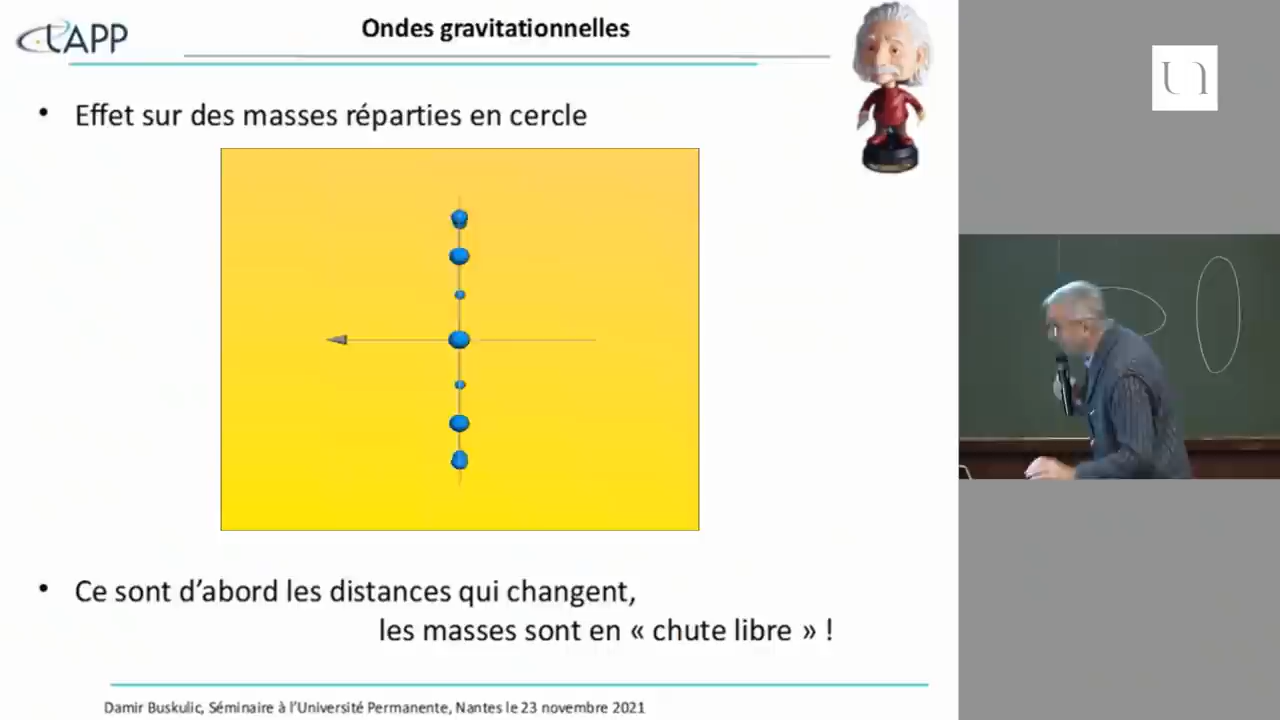 LAPP
Ondes gravitationnelles
• Effet sur des masses réparties en cercle
• Ce sont d’abord les distances qui changent,
les masses sont en « chute libre » !
Damir Buskulic, Séminaire à l’Université Permanente, Nantes le 23 novembre 2021